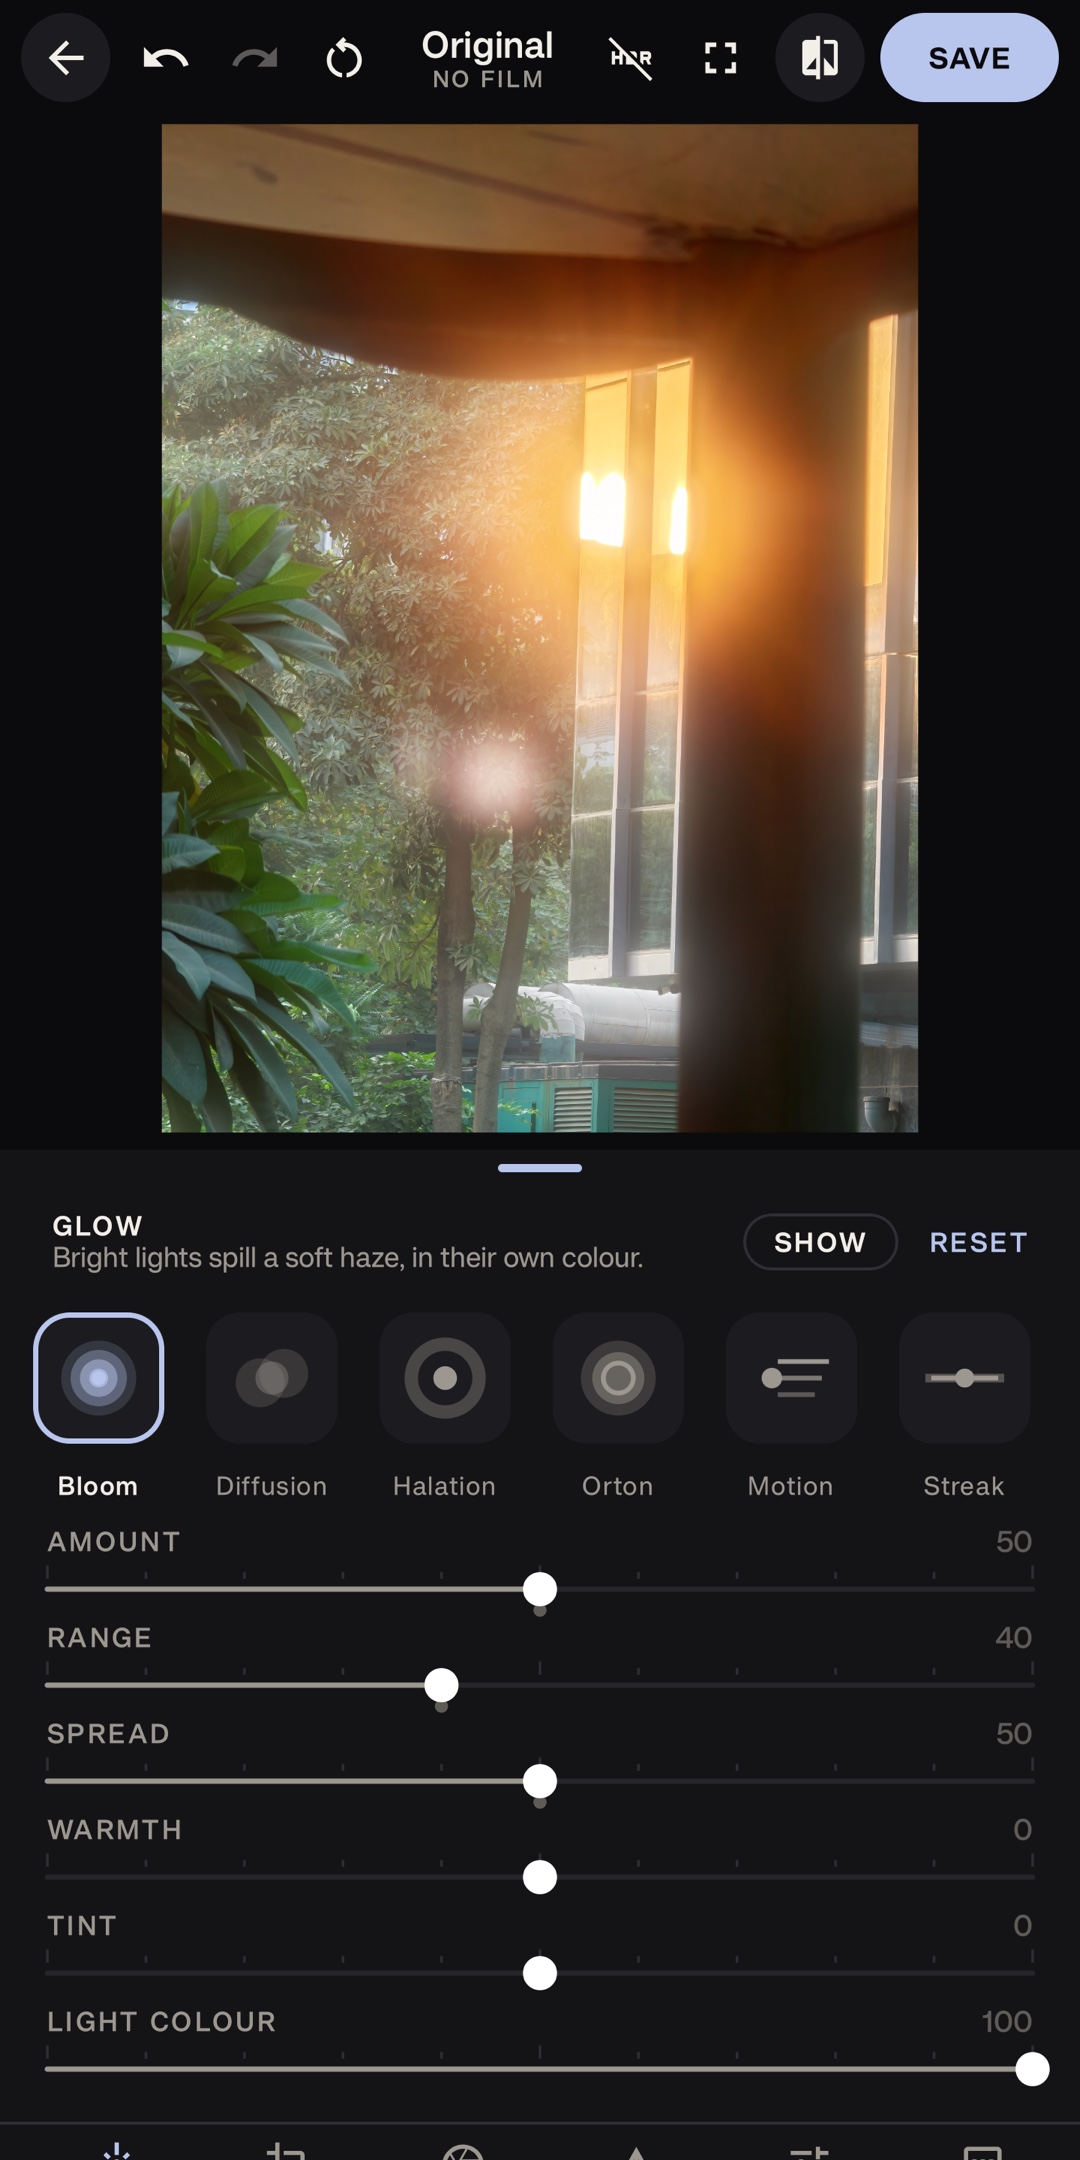 Original
NO FILM
HDR
SAVE
GLOW
Bright lights spill a soft haze, in their own colour.
SHOW
RESET
Bloom
Diffusion
Halation
Orton
Motion
Streak
AMOUNT
50
RANGE
40
SPREAD
50
WARMTH
0
TINT
0
LIGHT COLOUR
100